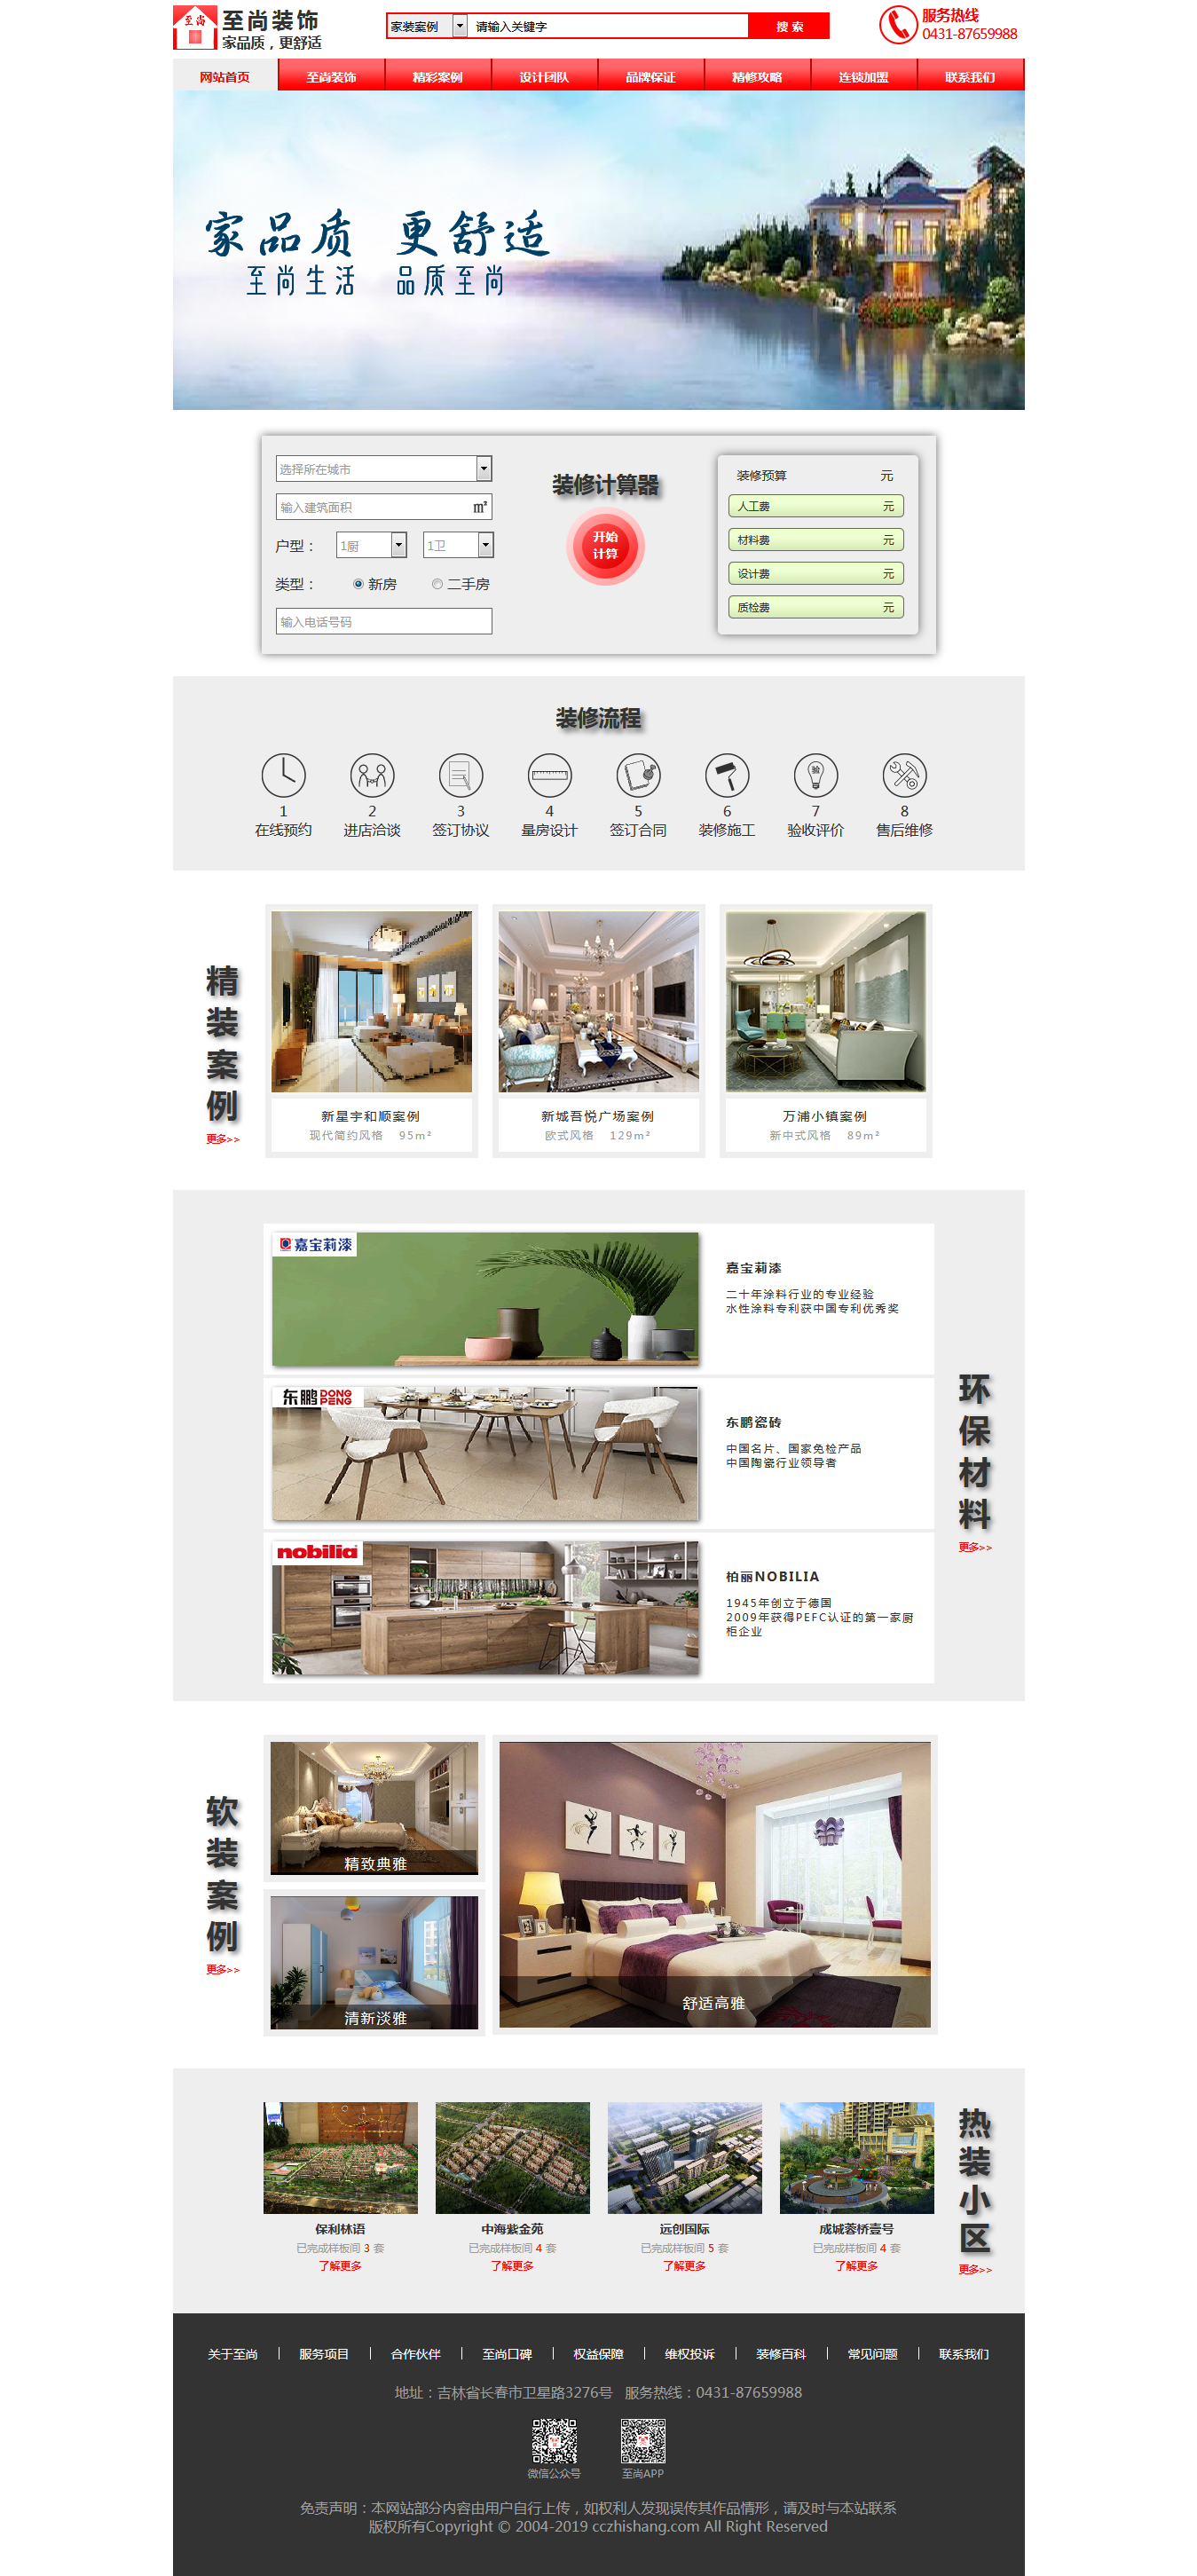 至尚
至尚装饰
家品质，更舒适
家装案例 请输入关键字 搜 索
服务热线
0431-87659988
网站首页 至尚装饰 精彩案例 设计团队 品牌保证 精修攻略 连锁加盟 联系我们
家品质 更舒适
至尚生活 品质至尚
选择所在城市
输入建筑面积 m²
户型： 1厨 1卫
类型： 新房 二手房
输入电话号码
装修计算器
开始
计算
装修预算 元
人工费 元
材料费 元
设计费 元
质检费 元
装修流程
验
1 2 3 4 5 6 7 8
在线预约 进店洽谈 签订协议 量房设计 签订合同 装修施工 验收评价 售后维修
精装案例
更多>>
新星宇和顺案例
现代简约风格 95m²
新城吾悦广场案例
欧式风格 129m²
万浦小镇案例
新中式风格 89m²
嘉宝莉漆
嘉宝莉漆
二十年涂料行业的专业经验
水性涂料专利获中国专利优秀奖
东鹏 DONG PENG
东鹏瓷砖
中国名片、国家免检产品
中国陶瓷行业领导者
nobilia
柏丽NOBILIA
1945年创立于德国
2009年获得PEFC认证的第一家厨
柜企业
环保材料
更多>>
软装案例
更多>>
精致典雅
清新淡雅
舒适高雅
保利林语
已完成样板间 3 套
了解更多
中海紫金苑
已完成样板间 4 套
了解更多
远创国际
已完成样板间 5 套
了解更多
成城蓉桥壹号
已完成样板间 4 套
了解更多
热装小区
更多>>
关于至尚 服务项目 合作伙伴 至尚口碑 权益保障 维权投诉 装修百科 常见问题 联系我们
地址：吉林省长春市卫星路3276号 服务热线：0431-87659988
微信公众号 至尚APP
免责声明：本网站部分内容由用户自行上传，如权利人发现误传其作品情形，请及时与本站联系
版权所有Copyright © 2004-2019 cczhishang.com All Right Reserved